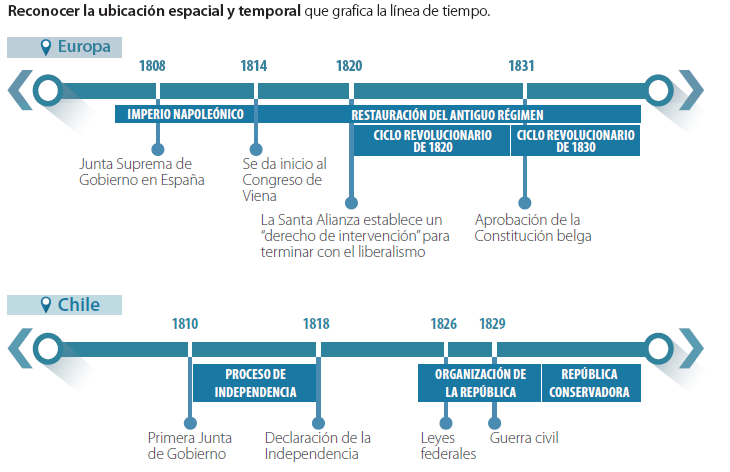 Reconocer la ubicación espacial y temporal que grafica la línea de tiempo.
Europa
1808 1814 1820 1831
IMPERIO NAPOLEÓNICO RESTAURACIÓN DEL ANTIGUO RÉGIMEN
CICLO REVOLUCIONARIO
DE 1820
CICLO REVOLUCIONARIO
DE 1830
Junta Suprema de
Gobierno en España
Se da inicio al
Congreso de
Viena
La Santa Alianza establece un
“derecho de intervención” para
terminar con el liberalismo
Aprobación de la
Constitución belga
Chile
1810 1818 1826 1829
PROCESO DE
INDEPENDENCIA
ORGANIZACIÓN DE
LA REPÚBLICA
REPÚBLICA
CONSERVADORA
Primera Junta
de Gobierno
Declaración de la
Independencia
Leyes
federales
Guerra civil